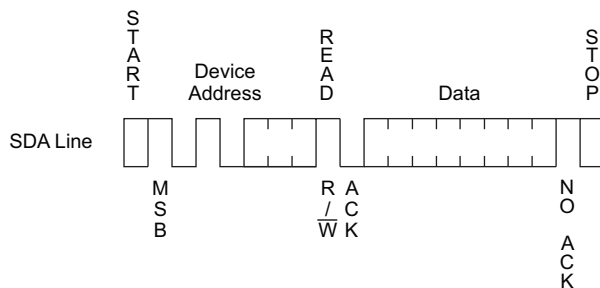 START
Device
Address
READ
Data
STOP
SDA Line
MSB
R/W
ACK
NO ACK